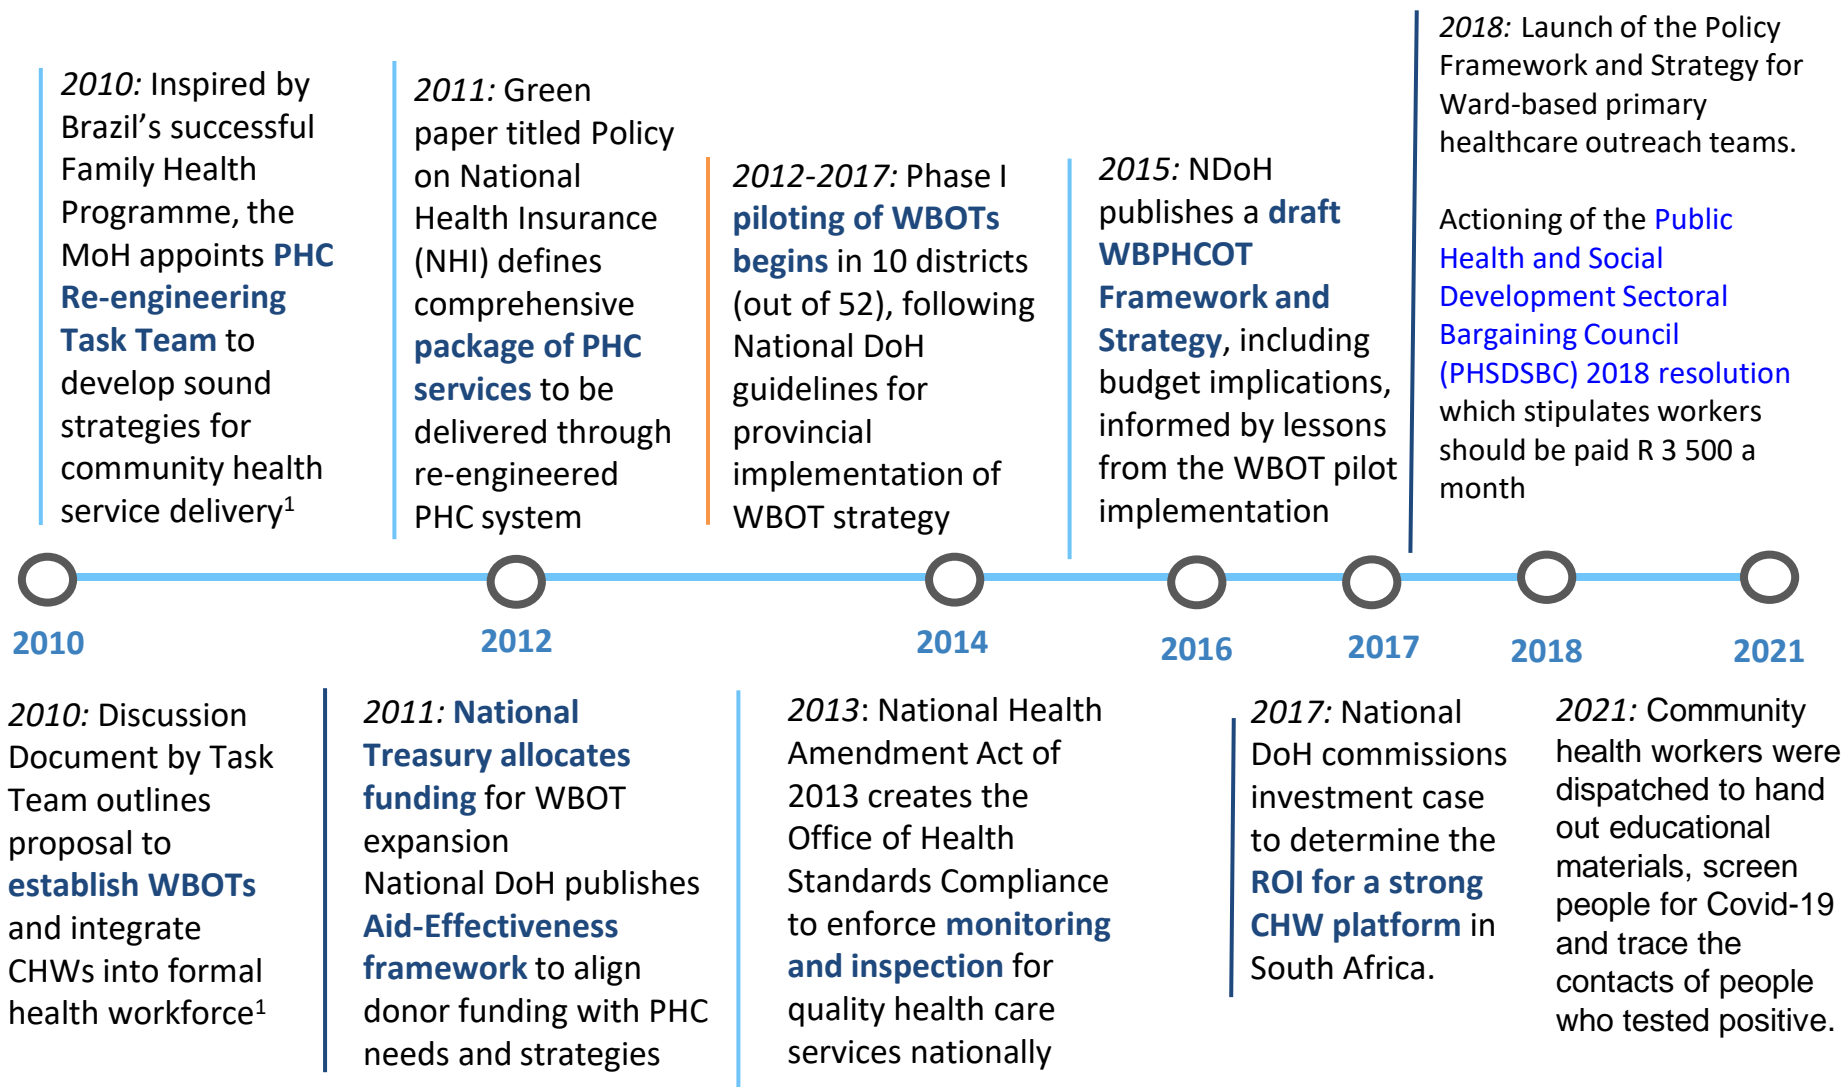 2010: Inspired by
Brazil’s successful
Family Health
Programme, the
MoH appoints PHC
Re-engineering
Task Team to
develop sound
strategies for
community health
service delivery1
2011: Green
paper titled Policy
on National
Health Insurance
(NHI) defines
comprehensive
package of PHC
services to be
delivered through
re-engineered
PHC system
2012-2017: Phase I
piloting of WBOTs
begins in 10 districts
(out of 52), following
National DoH
guidelines for
provincial
implementation of
WBOT strategy
2015: NDoH
publishes a draft
WBPHCOT
Framework and
Strategy, including
budget implications,
informed by lessons
from the WBOT pilot
implementation
2018: Launch of the Policy
Framework and Strategy for
Ward-based primary
healthcare outreach teams.
Actioning of the Public
Health and Social
Development Sectoral
Bargaining Council
(PHSDSBC) 2018 resolution
which stipulates workers
should be paid R 3 500 a
month
2010
2012
2014
2016
2017
2018
2021
2010: Discussion
Document by Task
Team outlines
proposal to
establish WBOTs
and integrate
CHWs into formal
health workforce1
2011: National
Treasury allocates
funding for WBOT
expansion
National DoH publishes
Aid-Effectiveness
framework to align
donor funding with PHC
needs and strategies
2013: National Health
Amendment Act of
2013 creates the
Office of Health
Standards Compliance
to enforce monitoring
and inspection for
quality health care
services nationally
2017: National
DoH commissions
investment case
to determine the
ROI for a strong
CHW platform in
South Africa.
2021: Community
health workers were
dispatched to hand
out educational
materials, screen
people for Covid-19
and trace the
contacts of people
who tested positive.